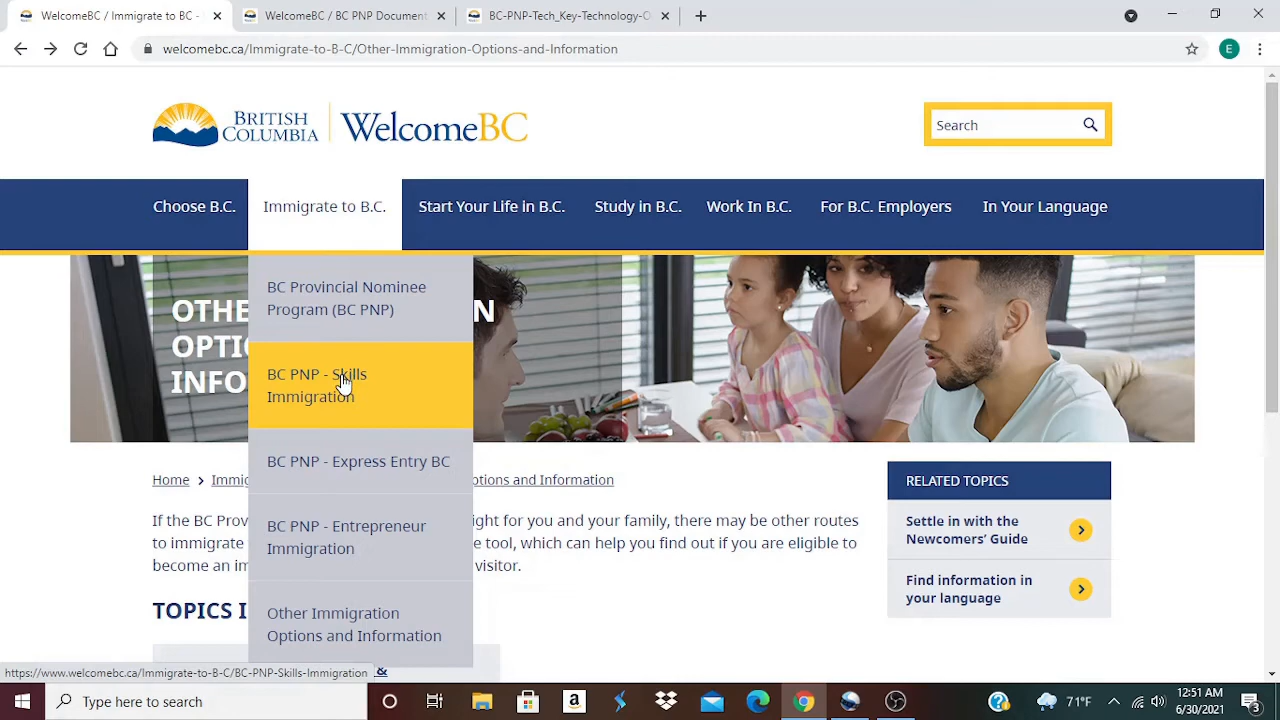 WelcomeBC / Immigrate to BC -
WelcomeBC / BC PNP Document
BC-PNP-Tech_Key-Technology-O
welcomebc.ca/Immigrate-to-B-C/Other-Immigration-Options-and-Information
E
BRITISH
COLUMBIA
WelcomeBC
Search
Choose B.C.
Immigrate to B.C.
Start Your Life in B.C.
Study in B.C.
Work In B.C.
For B.C. Employers
In Your Language
BC Provincial Nominee
Program (BC PNP)
BC PNP - Skills
Immigration
BC PNP - Express Entry BC
BC PNP - Entrepreneur
Immigration
Other Immigration
Options and Information
OTHE N
OPTI
INFO
Home > Immig ptions and Information
If the BC Prov ght for you and your family, there may be other routes
to immigrate e tool, which can help you find out if you are eligible to
become an im visitor.
TOPICS I
&
RELATED TOPICS
Settle in with the
Newcomers’ Guide
Find information in
your language
https://www.welcomebc.ca/Immigrate-to-B-C/BC-PNP-Skills-Immigration
Type here to search
a
71°F
12:51 AM
6/30/2021
3